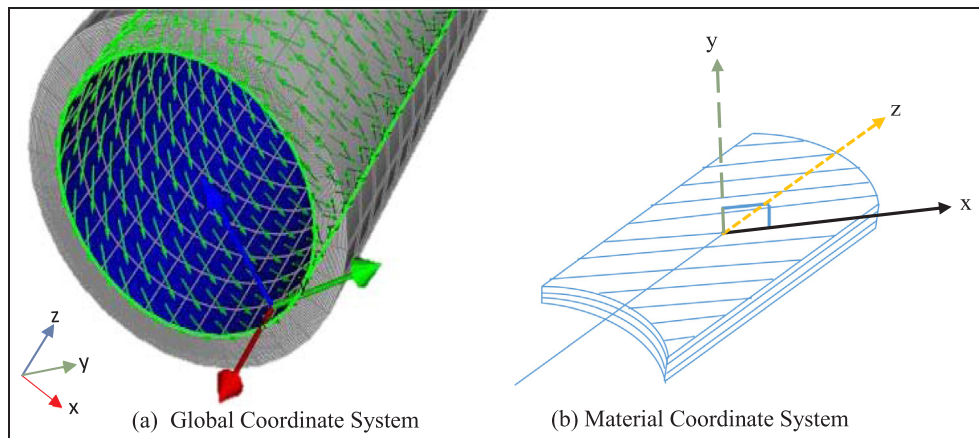 y
z
x
z
y
x
(a) Global Coordinate System
(b) Material Coordinate System